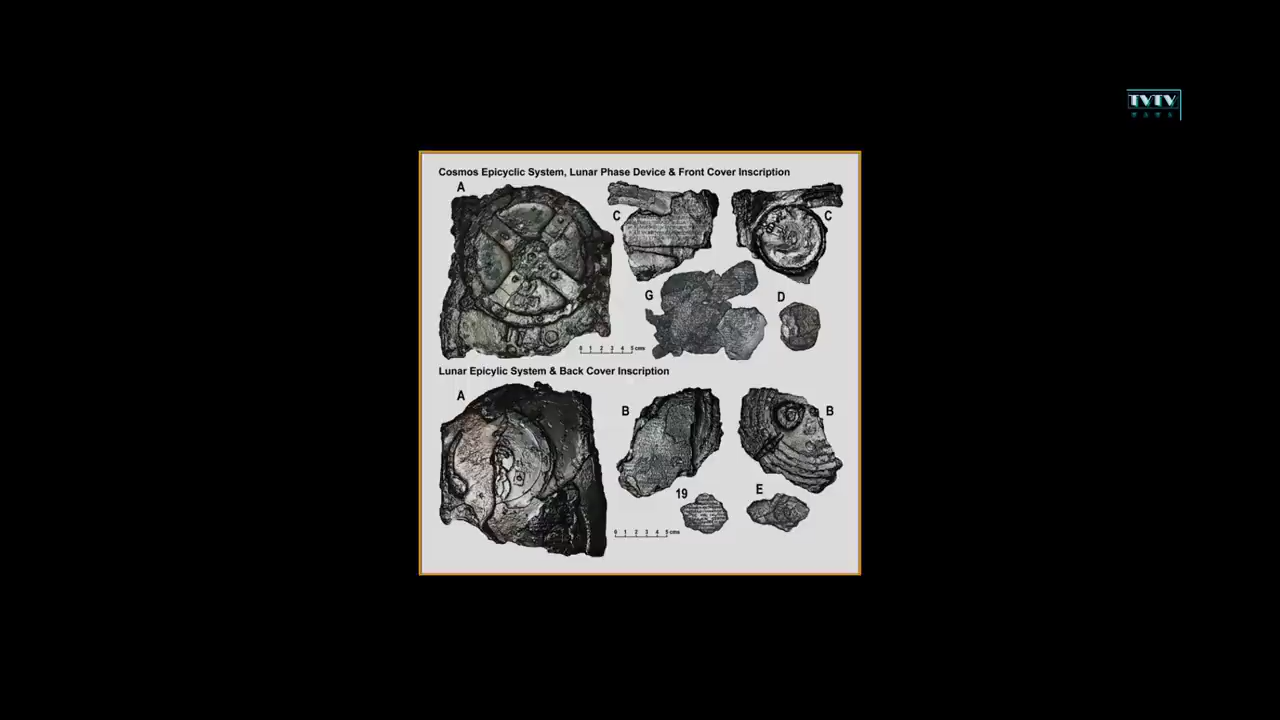 TVTV
Cosmos Epicyclic System, Lunar Phase Device & Front Cover Inscription
A
C
C
G
D
0 1 2 3 4 5 cms
Lunar Epicylic System & Back Cover Inscription
A
B
B
19
E
0 1 2 3 4 5 cms